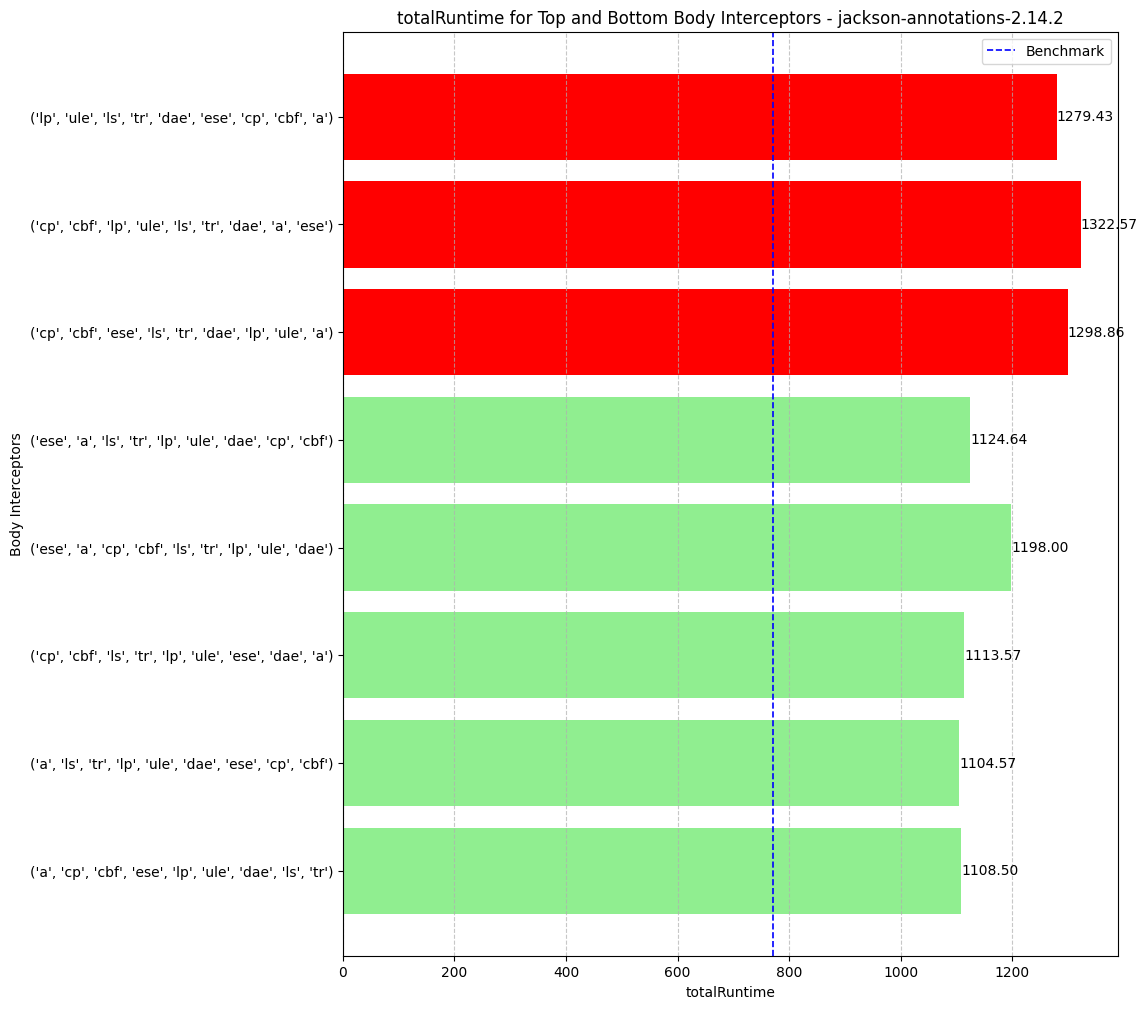 totalRuntime for Top and Bottom Body Interceptors - jackson-annotations-2.14.2
Benchmark
('lp', 'ule', 'ls', 'tr', 'dae', 'ese', 'cp', 'cbf', 'a')
1279.43
('cp', 'cbf', 'lp', 'ule', 'ls', 'tr', 'dae', 'a', 'ese')
1322.57
('cp', 'cbf', 'ese', 'ls', 'tr', 'dae', 'lp', 'ule', 'a')
1298.86
('ese', 'a', 'ls', 'tr', 'lp', 'ule', 'dae', 'cp', 'cbf')
1124.64
('ese', 'a', 'cp', 'cbf', 'ls', 'tr', 'lp', 'ule', 'dae')
1198.00
('cp', 'cbf', 'ls', 'tr', 'lp', 'ule', 'ese', 'dae', 'a')
1113.57
('a', 'ls', 'tr', 'lp', 'ule', 'dae', 'ese', 'cp', 'cbf')
1104.57
('a', 'cp', 'cbf', 'ese', 'lp', 'ule', 'dae', 'ls', 'tr')
1108.50
Body Interceptors
0 200 400 600 800 1000 1200
totalRuntime